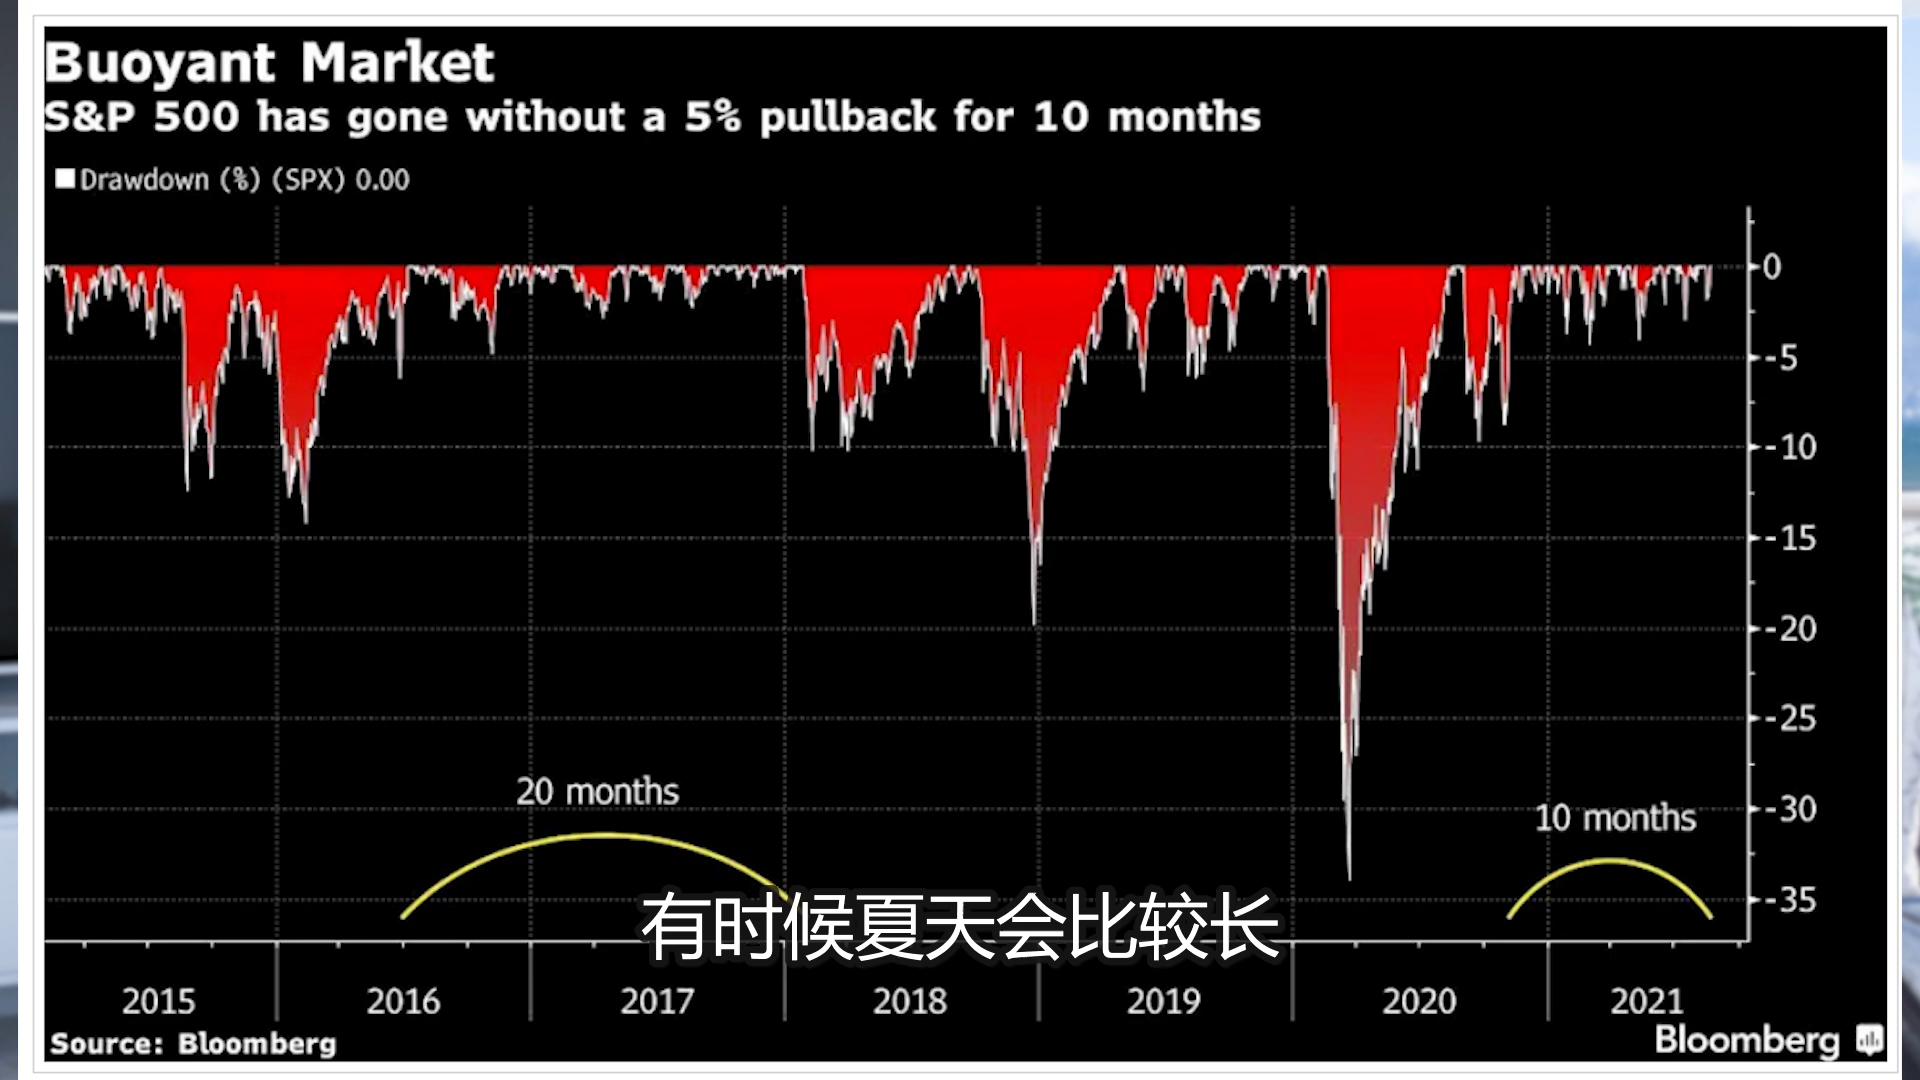 Buoyant Market
S&P 500 has gone without a 5% pullback for 10 months
Drawdown (%) (SPX) 0.00
0
-5
-10
-15
-20
-25
-30
-35
20 months
10 months
有时候夏天会比较长
2015 2016 2017 2018 2019 2020 2021
Source: Bloomberg
Bloomberg